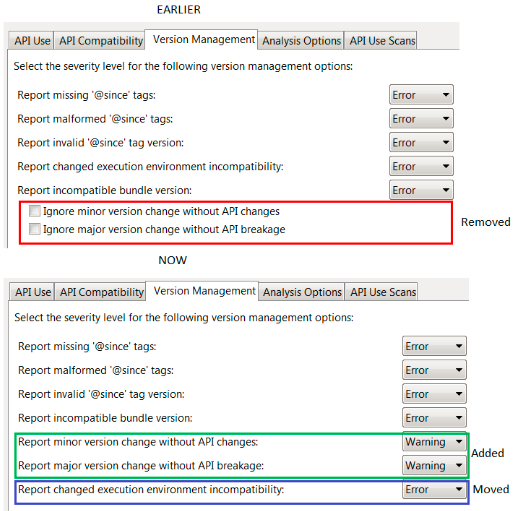 EARLIER
API Use API Compatibility Version Management Analysis Options API Use Scans
Select the severity level for the following version management options:
Report missing '@since' tags: Error
Report malformed '@since' tags: Error
Report invalid '@since' tag version: Error
Report changed execution environment incompatibility: Error
Report incompatible bundle version: Error
Ignore minor version change without API changes
Ignore major version change without API breakage
Removed
NOW
API Use API Compatibility Version Management Analysis Options API Use Scans
Select the severity level for the following version management options:
Report missing '@since' tags: Error
Report malformed '@since' tags: Error
Report invalid '@since' tag version: Error
Report incompatible bundle version: Error
Report minor version change without API changes: Warning
Added
Report major version change without API breakage: Warning
Report changed execution environment incompatibility: Error Moved